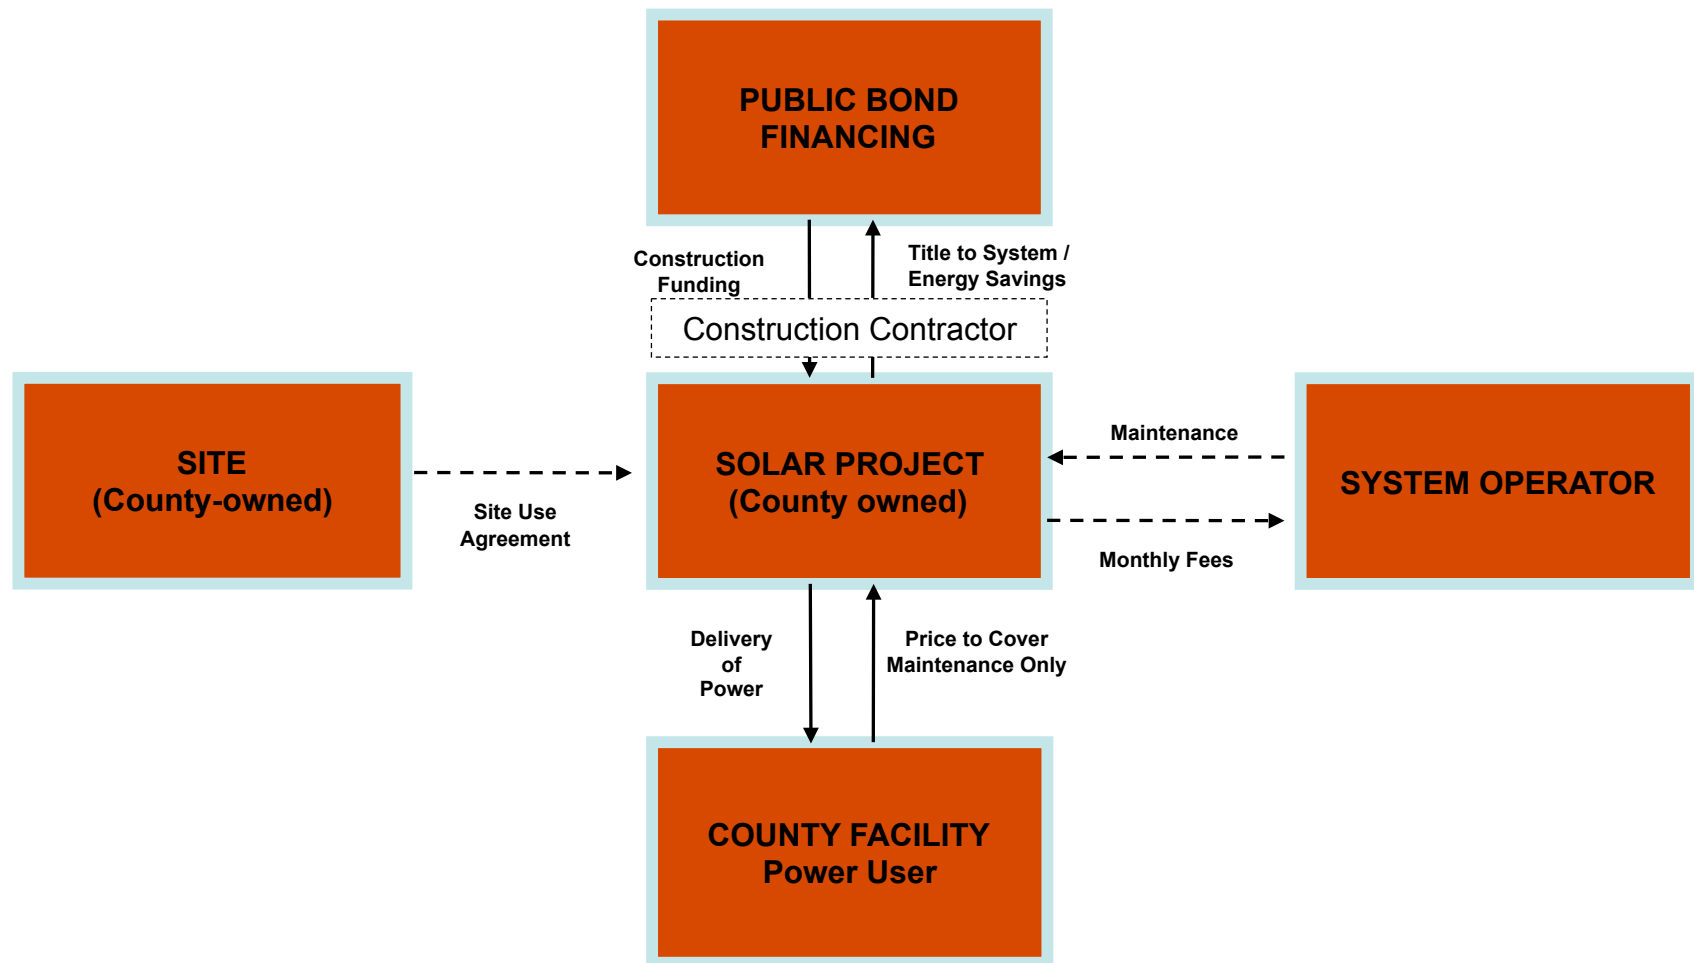 PUBLIC BOND
FINANCING
Construction
Funding
Title to System /
Energy Savings
Construction Contractor
SITE
(County-owned)
Site Use
Agreement
SOLAR PROJECT
(County owned)
Maintenance
Monthly Fees
SYSTEM OPERATOR
Delivery
of
Power
Price to Cover
Maintenance Only
COUNTY FACILITY
Power User